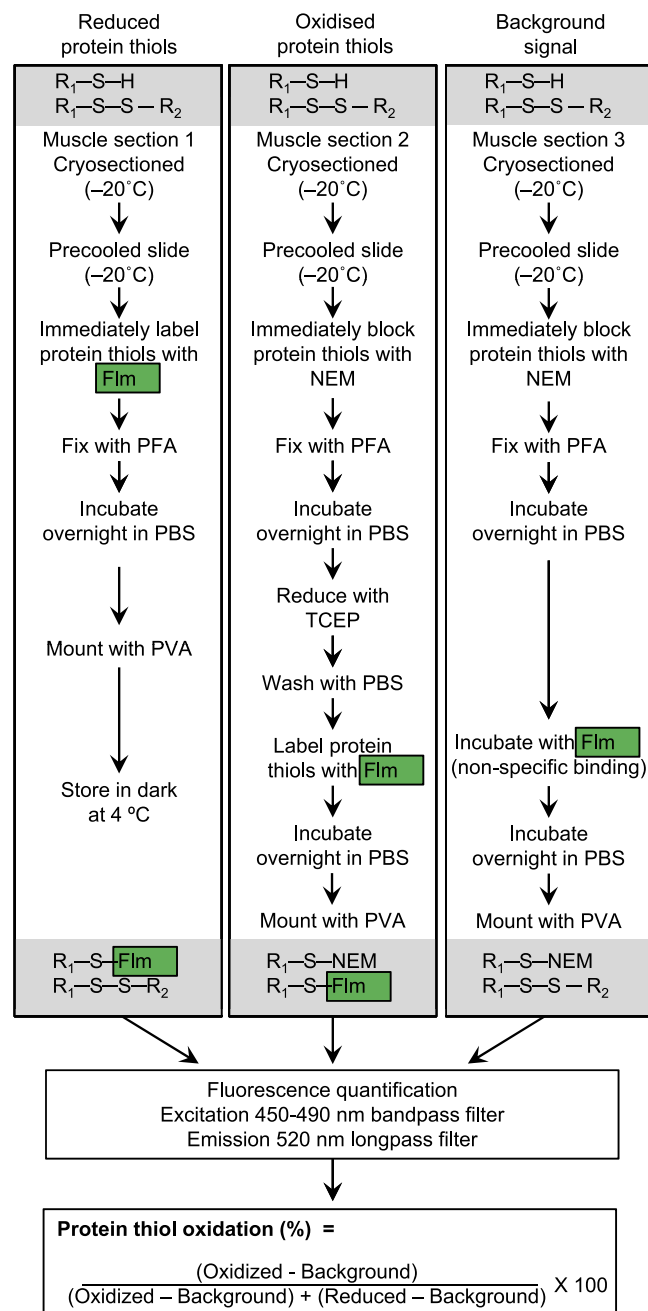 Reduced
protein thiols
R₁—S—H
R₁—S—S—R₂
Muscle section 1
Cryosectioned
(–20˚C)
Precooled slide
(–20˚C)
Immediately label
protein thiols with
Flm
Fix with PFA
Incubate
overnight in PBS
Mount with PVA
Store in dark
at 4 ºC
R₁—S—Flm
R₁—S—S—R₂
Oxidised
protein thiols
R₁—S—H
R₁—S—S—R₂
Muscle section 2
Cryosectioned
(–20˚C)
Precooled slide
(–20˚C)
Immediately block
protein thiols with
NEM
Fix with PFA
Incubate
overnight in PBS
Reduce with
TCEP
Wash with PBS
Label protein
thiols with Flm
Incubate
overnight in PBS
Mount with PVA
R₁—S—NEM
R₁—S—Flm
Background
signal
R₁—S—H
R₁—S—S—R₂
Muscle section 3
Cryosectioned
(–20˚C)
Precooled slide
(–20˚C)
Immediately block
protein thiols with
NEM
Fix with PFA
Incubate
overnight in PBS
Incubate with Flm
(non-specific binding)
Incubate
overnight in PBS
Mount with PVA
R₁—S—NEM
R₁—S—S—R₂
Fluorescence quantification
Excitation 450-490 nm bandpass filter
Emission 520 nm longpass filter
Protein thiol oxidation (%) =
(Oxidized - Background)
(Oxidized – Background) + (Reduced – Background) X 100